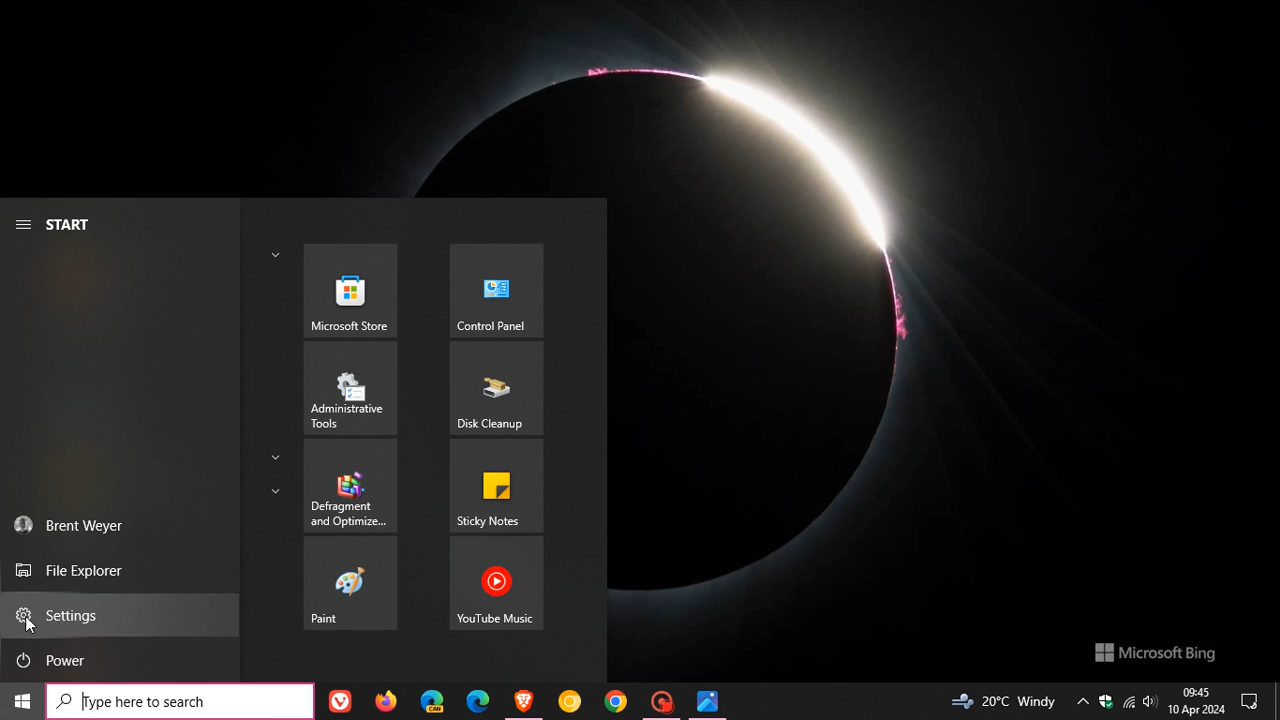 START
Microsoft Store
Control Panel
Administrative
Tools
Disk Cleanup
Defragment
and Optimize...
Sticky Notes
Paint
YouTube Music
Brent Weyer
File Explorer
Settings
Power
Microsoft Bing
Type here to search
CAN
20°C Windy
09:45
10 Apr 2024